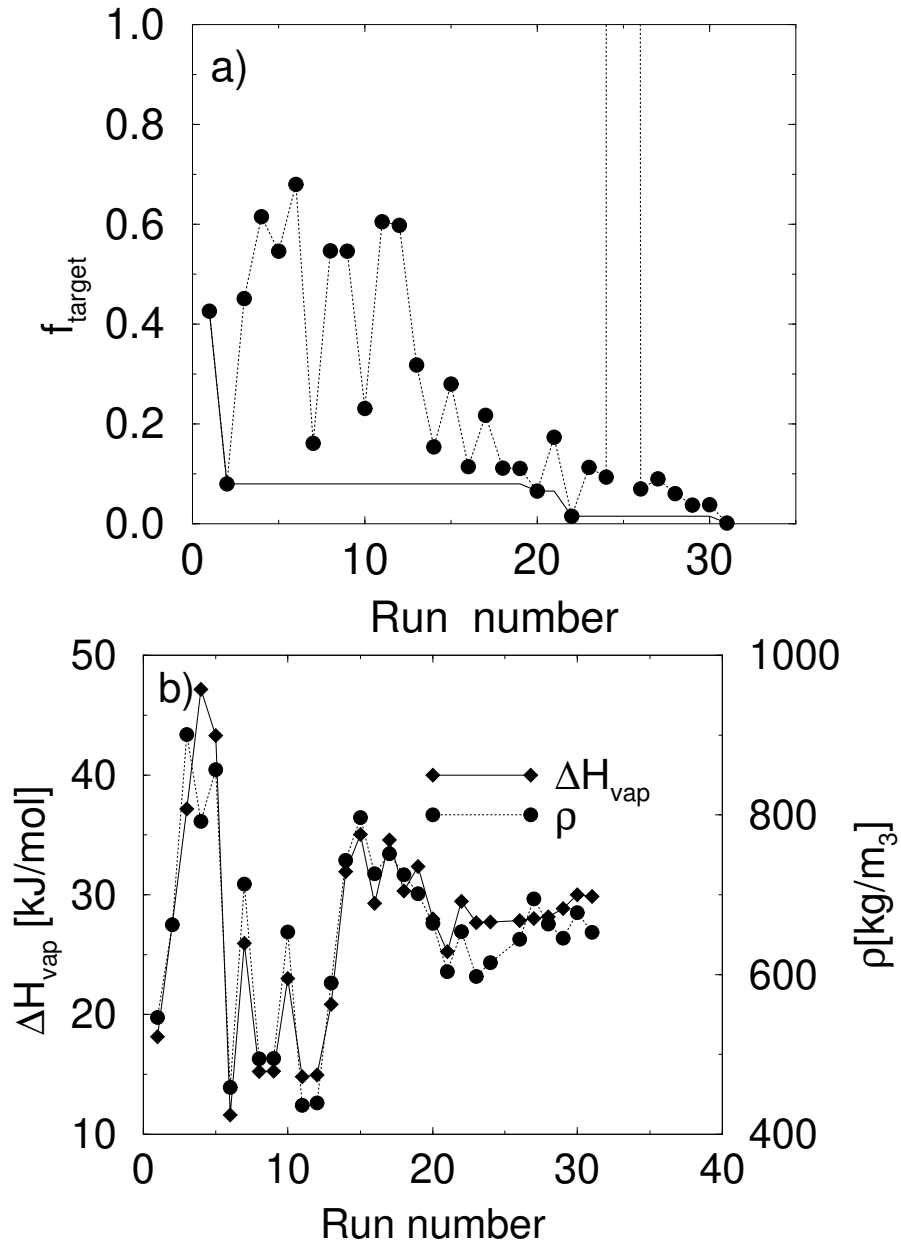 1.0
a)
0.8
0.6
f_target
0.4
0.2
0.0
0 10 20 30
Run number
50 1000
b)
40
ΔH_vap
800
ρ
ΔH_vap [kJ/mol]
ρ[kg/m_3]
30
600
20
10 400
0 10 20 30 40
Run number